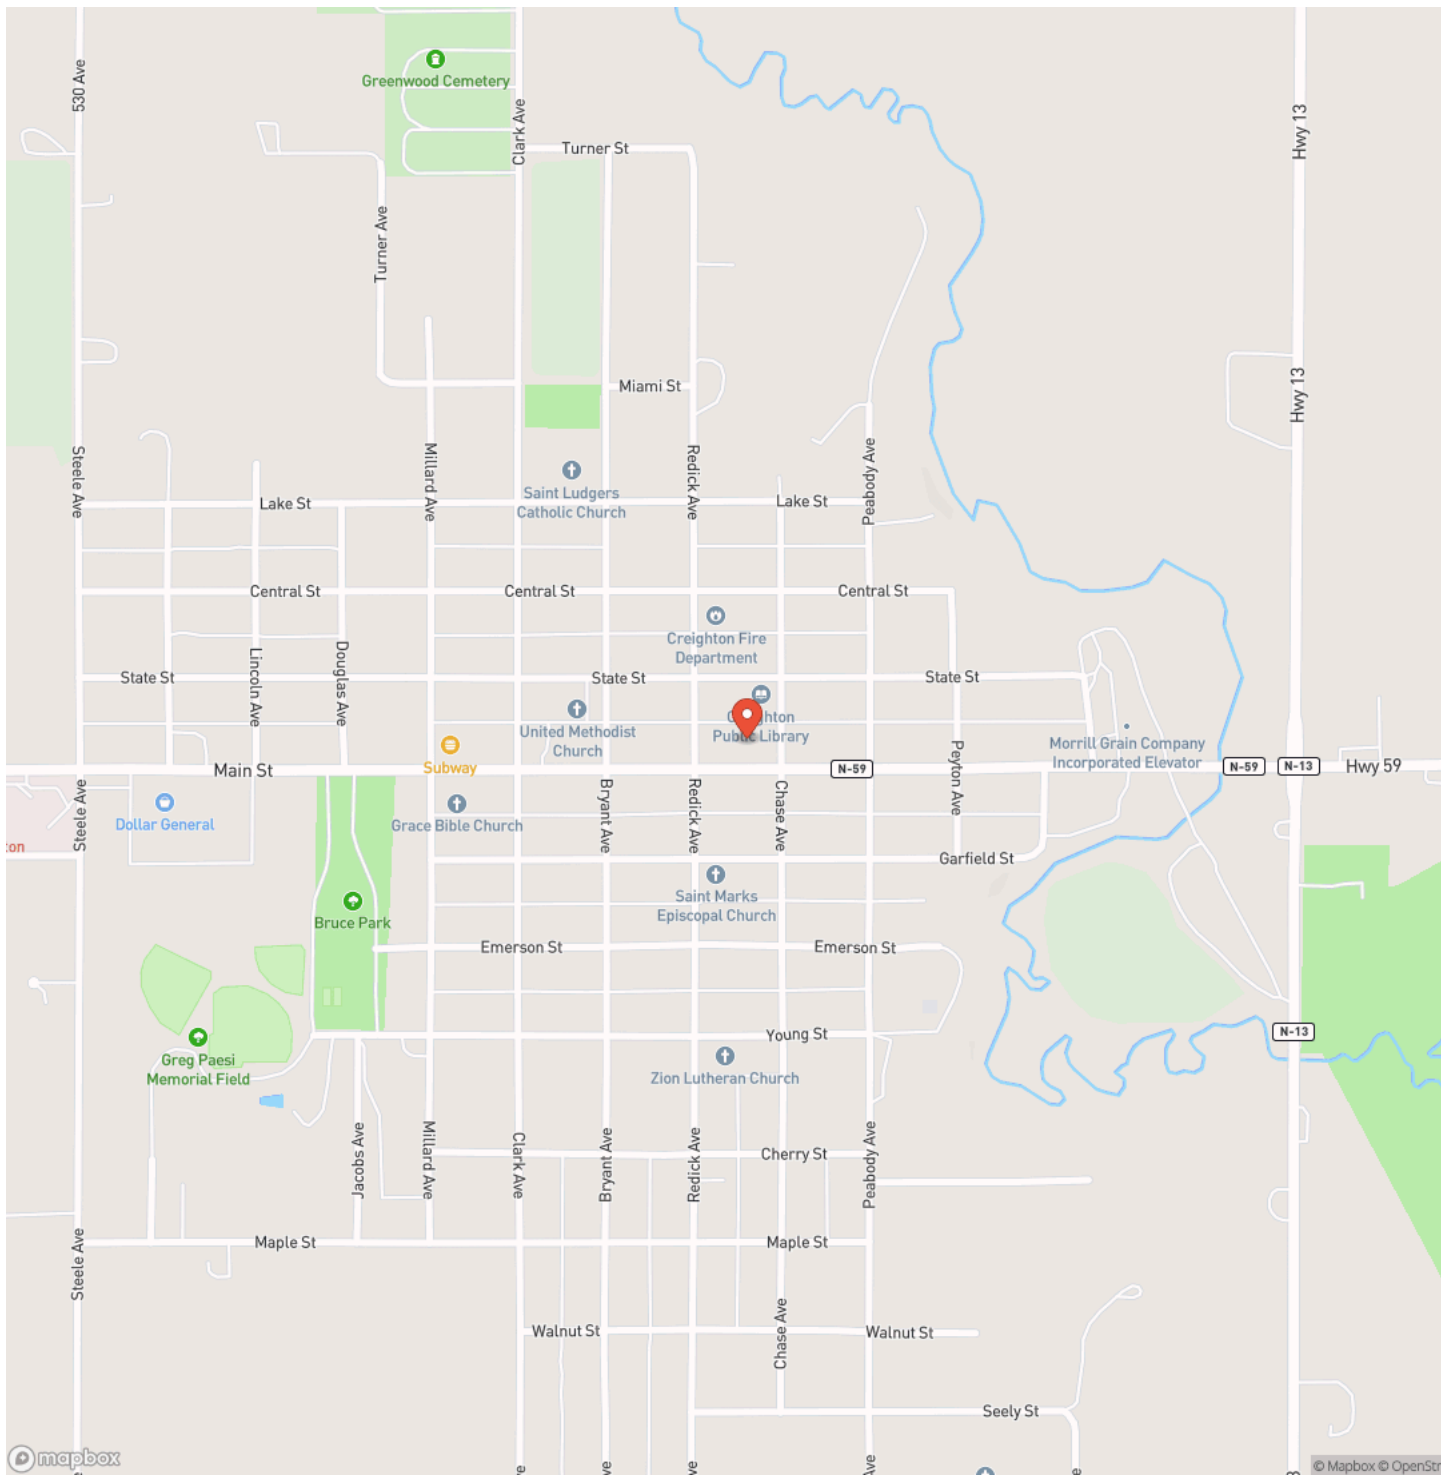 Greenwood Cemetery
530 Ave
Clark Ave
Hwy 13
Turner St
Turner Ave
Miami St
Hwy 13
Steele Ave
Millard Ave
Redick Ave
Peabody Ave
Saint Ludgers
Catholic Church
Lake St
Lake St
Central St
Central St
Central St
Creighton Fire
Department
Lincoln Ave
Douglas Ave
State St
State St
State St
United Methodist
Church
Creighton
Public Library
Morrill Grain Company
Incorporated Elevator
Peyton Ave
Subway
Main St
N-59
N-59
N-13
Hwy 59
Steele Ave
Dollar General
Grace Bible Church
Bryant Ave
Redick Ave
Chase Ave
Garfield St
Saint Marks
Episcopal Church
Bruce Park
Emerson St
Emerson St
Young St
N-13
Greg Paesi
Memorial Field
Zion Lutheran Church
Jacobs Ave
Millard Ave
Clark Ave
Bryant Ave
Redick Ave
Cherry St
Peabody Ave
Steele Ave
Maple St
Maple St
Walnut St
Chase Ave
Walnut St
Seely St
mapbox
© Mapbox © OpenStr